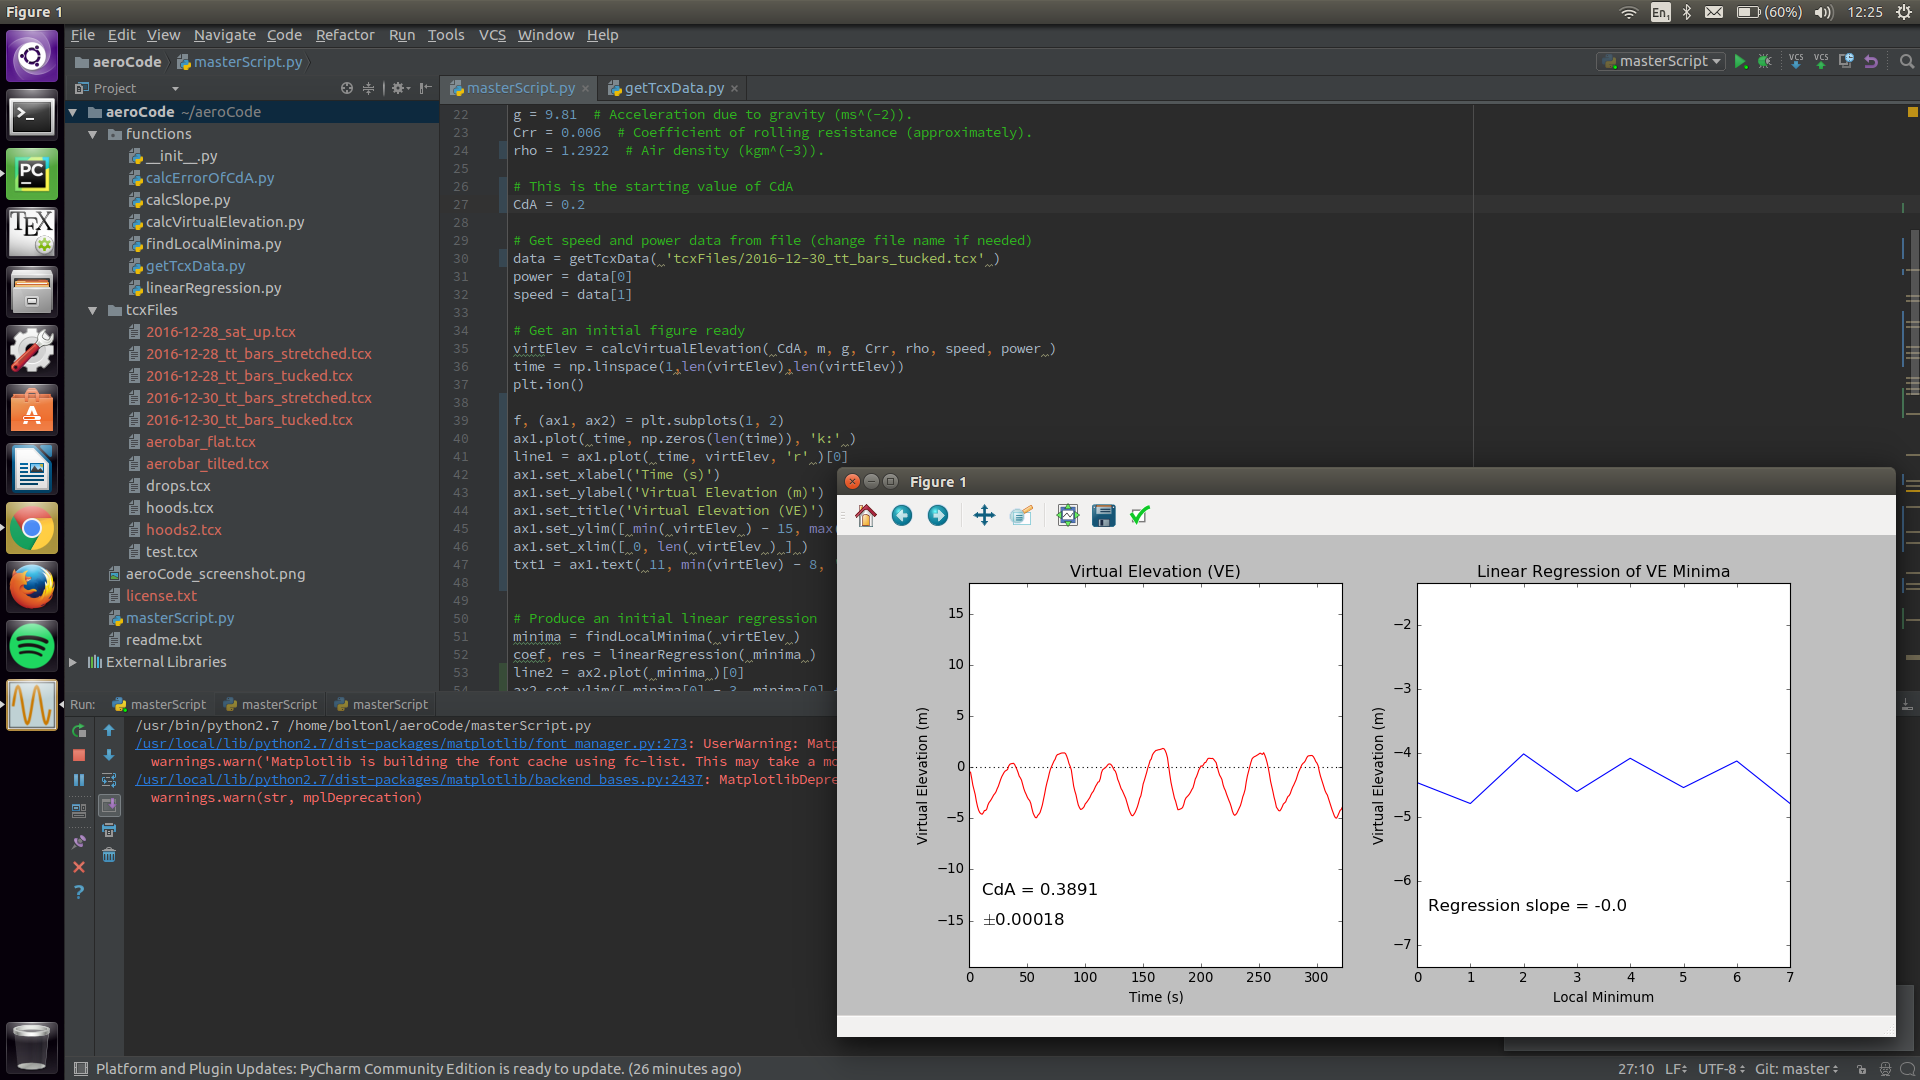 Figure 1
En1
(60%)
12:25
File Edit View Navigate Code Refactor Run Tools VCS Window Help
aeroCode masterScript.py
masterScript
VCS VCS
Project
masterScript.py × getTcxData.py ×
aeroCode ~/aeroCode
functions
__init__.py
calcErrorOfCdA.py
calcSlope.py
calcVirtualElevation.py
findLocalMinima.py
getTcxData.py
linearRegression.py
tcxFiles
2016-12-28_sat_up.tcx
2016-12-28_tt_bars_stretched.tcx
2016-12-28_tt_bars_tucked.tcx
2016-12-30_tt_bars_stretched.tcx
2016-12-30_tt_bars_tucked.tcx
aerobar_flat.tcx
aerobar_tilted.tcx
drops.tcx
hoods.tcx
hoods2.tcx
test.tcx
aeroCode_screenshot.png
license.txt
masterScript.py
readme.txt
External Libraries
PC
TEX
22 g = 9.81  # Acceleration due to gravity (ms^(-2)).
23 Crr = 0.006  # Coefficient of rolling resistance (approximately).
24 rho = 1.2922  # Air density (kgm^(-3)).
25
26 # This is the starting value of CdA
27 CdA = 0.2
28
29 # Get speed and power data from file (change file name if needed)
30 data = getTcxData( 'tcxFiles/2016-12-30_tt_bars_tucked.tcx' )
31 power = data[0]
32 speed = data[1]
33
34 # Get an initial figure ready
35 virtElev = calcVirtualElevation( CdA, m, g, Crr, rho, speed, power )
36 time = np.linspace(1,len(virtElev),len(virtElev))
37 plt.ion()
38
39 f, (ax1, ax2) = plt.subplots(1, 2)
40 ax1.plot( time, np.zeros(len(time)), 'k:' )
41 line1 = ax1.plot( time, virtElev, 'r' )[0]
42 ax1.set_xlabel('Time (s)')
43 ax1.set_ylabel('Virtual Elevation (m)')
44 ax1.set_title('Virtual Elevation (VE)')
45 ax1.set_ylim([ min( virtElev ) - 15, max(
46 ax1.set_xlim([ 0, len( virtElev ) ] )
47 txt1 = ax1.text( 11, min(virtElev) - 8, '
48
49
50 # Produce an initial linear regression
51 minima = findLocalMinima( virtElev )
52 coef, res = linearRegression( minima )
53 line2 = ax2.plot( minima )[0]
54 ax2.set_ylim([ minima[0] - 3, minima[0]
Run: masterScript masterScript masterScript
/usr/bin/python2.7 /home/boltonl/aeroCode/masterScript.py
/usr/local/lib/python2.7/dist-packages/matplotlib/font_manager.py:273: UserWarning: Matp
warnings.warn('Matplotlib is building the font cache using fc-list. This may take a mo
/usr/local/lib/python2.7/dist-packages/matplotlib/backend_bases.py:2437: MatplotlibDepre
warnings.warn(str, mplDeprecation)
Figure 1
Virtual Elevation (VE)
Virtual Elevation (m)
15
10
5
0
−5
−10
−15
CdA = 0.3891
±0.00018
0 50 100 150 200 250 300
Time (s)
Linear Regression of VE Minima
Virtual Elevation (m)
−2
−3
−4
−5
−6
−7
Regression slope = -0.0
0 1 2 3 4 5 6 7
Local Minimum
Platform and Plugin Updates: PyCharm Community Edition is ready to update. (26 minutes ago)
27:10 LF UTF-8 Git: master